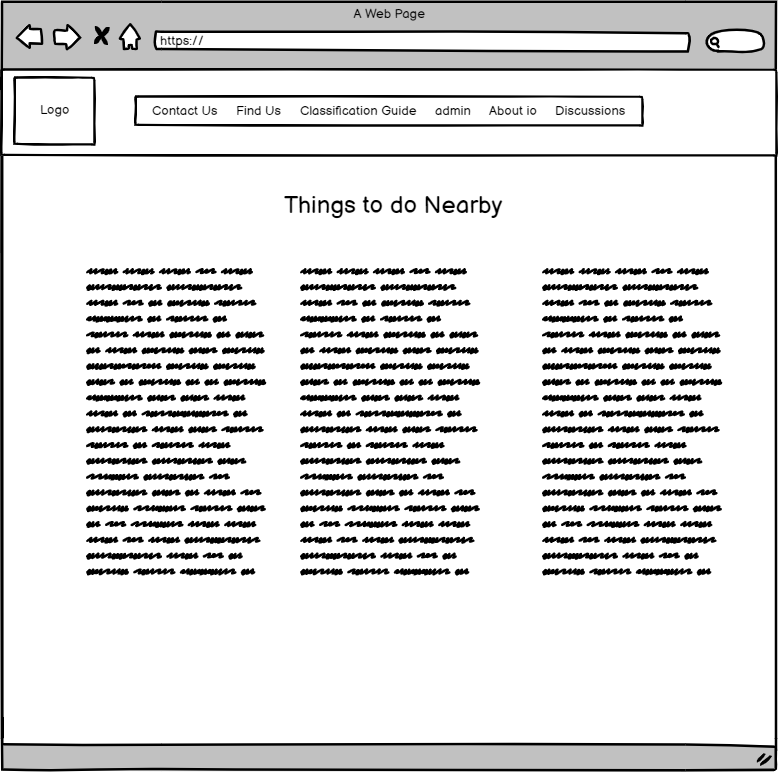 A Web Page
https://
Logo
Contact Us Find Us Classification Guide admin About io Discussions
Things to do Nearby